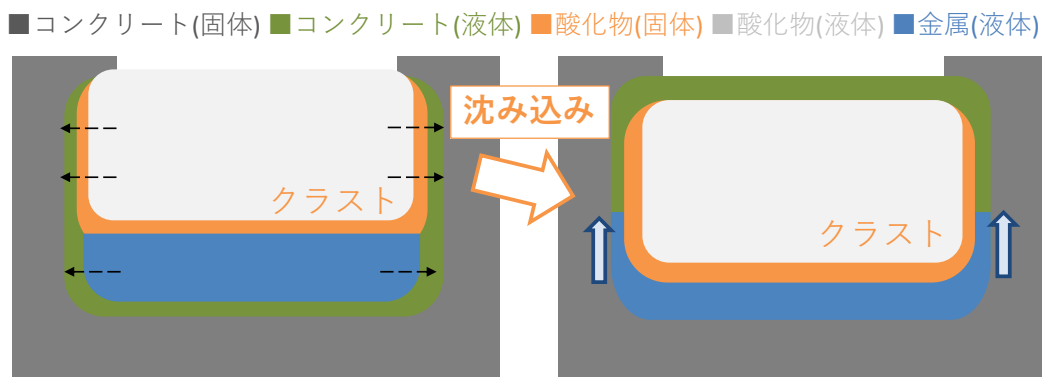 ■コンクリート(固体) ■コンクリート(液体) ■酸化物(固体) ■酸化物(液体) ■金属(液体)
沈み込み
クラスト
クラスト